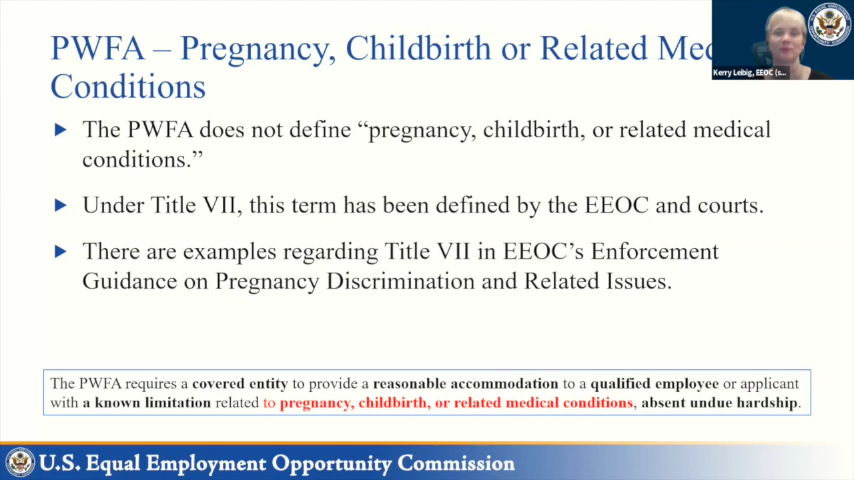 PWFA – Pregnancy, Childbirth or Related Med
Conditions
Kerry Leibig, EEOC (s...
The PWFA does not define “pregnancy, childbirth, or related medical
conditions.”
Under Title VII, this term has been defined by the EEOC and courts.
There are examples regarding Title VII in EEOC’s Enforcement
Guidance on Pregnancy Discrimination and Related Issues.
The PWFA requires a covered entity to provide a reasonable accommodation to a qualified employee or applicant
with a known limitation related to pregnancy, childbirth, or related medical conditions, absent undue hardship.
U.S. Equal Employment Opportunity Commission